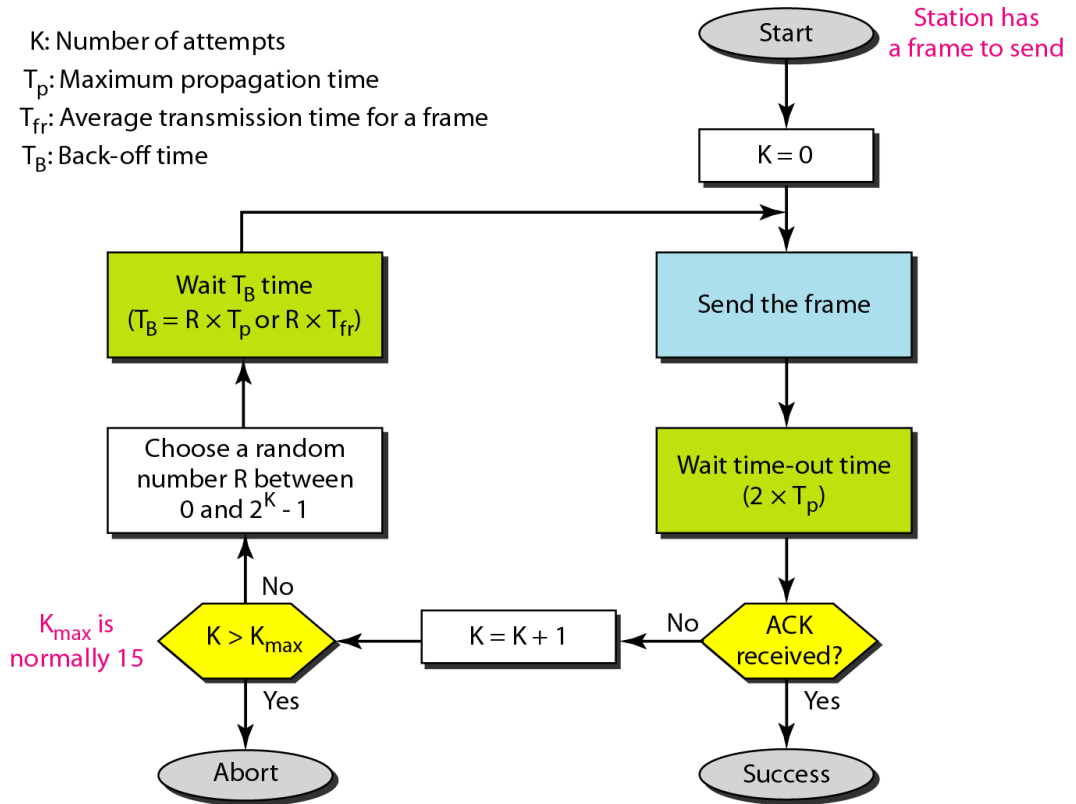 K: Number of attempts
Tp: Maximum propagation time
Tfr: Average transmission time for a frame
TB: Back-off time
Start
Station has
a frame to send
K = 0
Wait TB time
(TB = R × Tp or R × Tfr)
Send the frame
Choose a random
number R between
0 and 2^K - 1
Wait time-out time
(2 × Tp)
No
Kmax is
normally 15
K > Kmax
K = K + 1
No
ACK
received?
Yes
Yes
Abort
Success